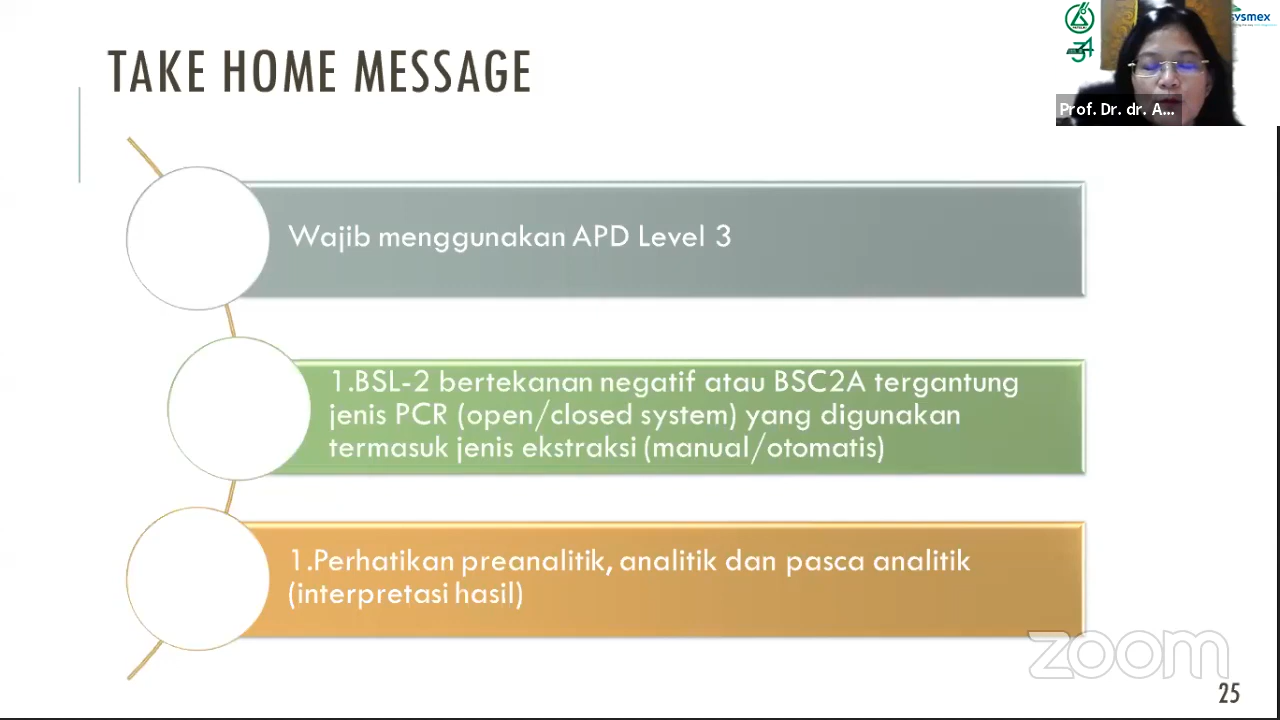 TAKE HOME MESSAGE
sysmex
Prof. Dr. dr. A...
Wajib menggunakan APD Level 3
1.BSL-2 bertekanan negatif atau BSC2A tergantung
jenis PCR (open/closed system) yang digunakan
termasuk jenis ekstraksi (manual/otomatis)
1.Perhatikan preanalitik, analitik dan pasca analitik
(interpretasi hasil)
zoom
25